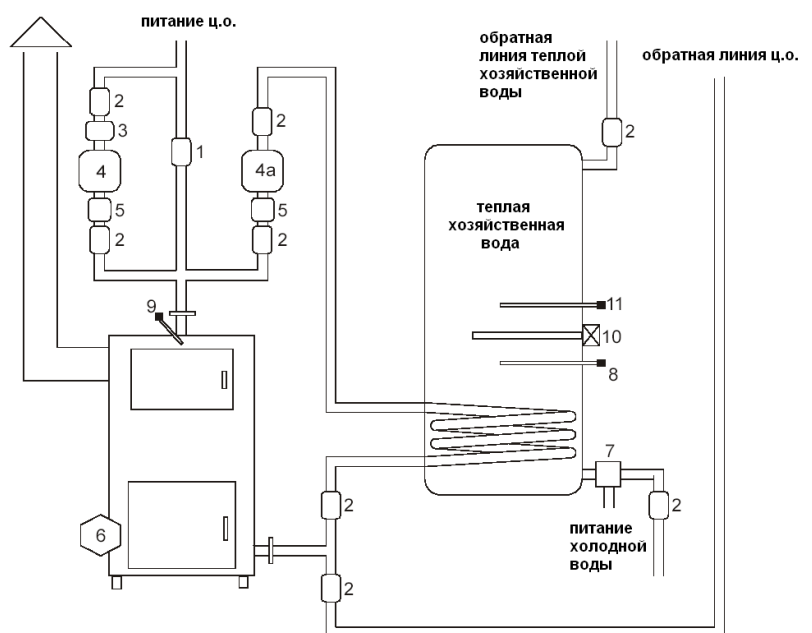 питание ц.о.
обратная
линия теплой
хозяйственной
воды
обратная линия ц.о.
2
3
4
5
2
1
2
4a
5
2
2
теплая
хозяйственная
вода
9
11
10
8
7
2
6
2
2
питание
холодной
воды